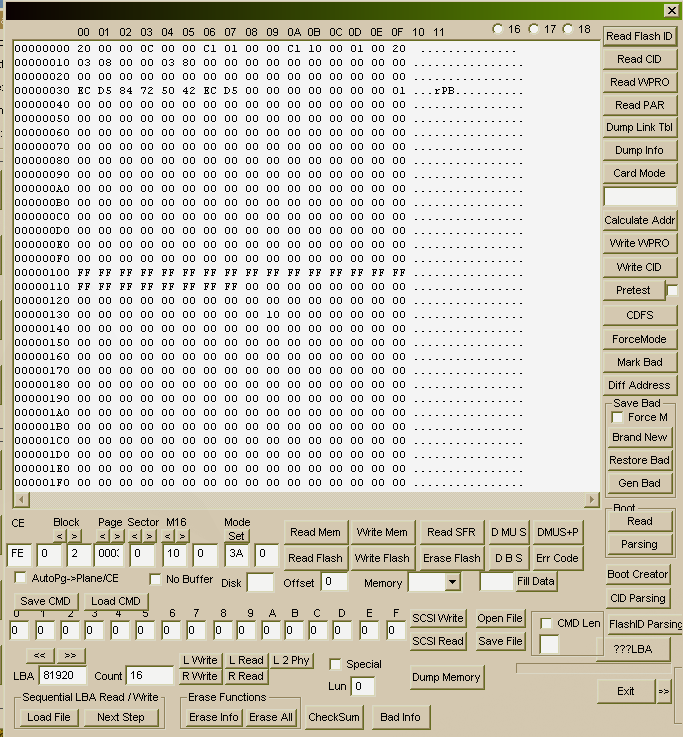 00 01 02 03 04 05 06 07 08 09 0A 0B 0C 0D 0E 0F 10 11
16 17 18
00000000 20 00 00 0C 00 00 C1 01 00 00 C1 10 00 01 00 20 ................
00000010 03 08 00 00 03 80 00 00 00 00 00 00 00 00 00 00 ................
00000020 00 00 00 00 00 00 00 00 00 00 00 00 00 00 00 00 ................
00000030 EC D5 84 72 50 42 EC D5 00 00 00 00 00 00 00 01 ...rPB..........
00000040 00 00 00 00 00 00 00 00 00 00 00 00 00 00 00 00 ................
00000050 00 00 00 00 00 00 00 00 00 00 00 00 00 00 00 00 ................
00000060 00 00 00 00 00 00 00 00 00 00 00 00 00 00 00 00 ................
00000070 00 00 00 00 00 00 00 00 00 00 00 00 00 00 00 00 ................
00000080 00 00 00 00 00 00 00 00 00 00 00 00 00 00 00 00 ................
00000090 00 00 00 00 00 00 00 00 00 00 00 00 00 00 00 00 ................
000000A0 00 00 00 00 00 00 00 00 00 00 00 00 00 00 00 00 ................
000000B0 00 00 00 00 00 00 00 00 00 00 00 00 00 00 00 00 ................
000000C0 00 00 00 00 00 00 00 00 00 00 00 00 00 00 00 00 ................
000000D0 00 00 00 00 00 00 00 00 00 00 00 00 00 00 00 00 ................
000000E0 00 00 00 00 00 00 00 00 00 00 00 00 00 00 00 00 ................
000000F0 00 00 00 00 00 00 00 00 00 00 00 00 00 00 00 00 ................
00000100 FF FF FF FF FF FF FF FF FF FF FF FF FF FF FF FF ................
00000110 FF FF FF FF FF FF FF FF 00 00 00 00 00 00 00 00 ................
00000120 00 00 00 00 00 00 00 00 00 00 00 00 00 00 00 00 ................
00000130 00 00 00 00 00 00 00 00 00 10 00 00 00 00 00 00 ................
00000140 00 00 00 00 00 00 00 00 00 00 00 00 00 00 00 00 ................
00000150 00 00 00 00 00 00 00 00 00 00 00 00 00 00 00 00 ................
00000160 00 00 00 00 00 00 00 00 00 00 00 00 00 00 00 00 ................
00000170 00 00 00 00 00 00 00 00 00 00 00 00 00 00 00 00 ................
00000180 00 00 00 00 00 00 00 00 00 00 00 00 00 00 00 00 ................
00000190 00 00 00 00 00 00 00 00 00 00 00 00 00 00 00 00 ................
000001A0 00 00 00 00 00 00 00 00 00 00 00 00 00 00 00 00 ................
000001B0 00 00 00 00 00 00 00 00 00 00 00 00 00 00 00 00 ................
000001C0 00 00 00 00 00 00 00 00 00 00 00 00 00 00 00 00 ................
000001D0 00 00 00 00 00 00 00 00 00 00 00 00 00 00 00 00 ................
000001E0 00 00 00 00 00 00 00 00 00 00 00 00 00 00 00 00 ................
000001F0 00 00 00 00 00 00 00 00 00 00 00 00 00 00 00 00 ................
Read Flash ID
Read CID
Read WPRO
Read PAR
Dump Link Tbl
Dump Info
Card Mode
Calculate Addr
Write WPRO
Write CID
Pretest
CDFS
ForceMode
Mark Bad
Diff Address
Save Bad
Force M
Brand New
Restore Bad
Gen Bad
Boot
Read
Parsing
Boot Creator
CID Parsing
FlashID Parsing
???LBA
Exit >>
CE Block Page Sector M16 Mode
< > < > < > < > Set
FE 0 2 0 10 0 3A 0
Read Mem Write Mem Read SFR D MU S DMUS+P
Read Flash Write Flash Erase Flash D B S Err Code
AutoPg->Plane/CE No Buffer Disk Offset 0 Memory Fill Data
Save CMD Load CMD
0 1 2 3 4 5 6 7 8 9 A B C D E F
0 0 0 0 0 0 0 0 0 0 0 0 0 0 0 0
SCSI Write Open File CMD Len
SCSI Read Save File
<< >> L Write L Read L 2 Phy Special
LBA 81920 Count 16 R Write R Read Lun 0 Dump Memory
Sequential LBA Read / Write Erase Functions
Load File Next Step Erase Info Erase All CheckSum Bad Info